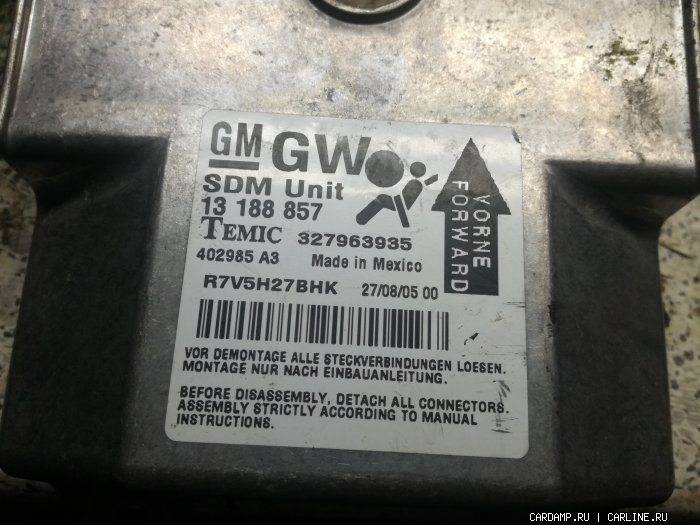 GM GW
SDM Unit
13 188 857
TEMIC 327963935
402985 A3 Made in Mexico
R7V5H27BHK 27/08/05 00
VORNE
FORWARD
VOR DEMONTAGE ALLE STECKVERBINDUNGEN LOESEN.
MONTAGE NUR NACH EINBAUANLEITUNG.
BEFORE DISASSEMBLY, DETACH ALL CONNECTORS.
ASSEMBLY STRICTLY ACCORDING TO MANUAL
INSTRUCTIONS.
CARDAMP.RU | CARLINE.RU